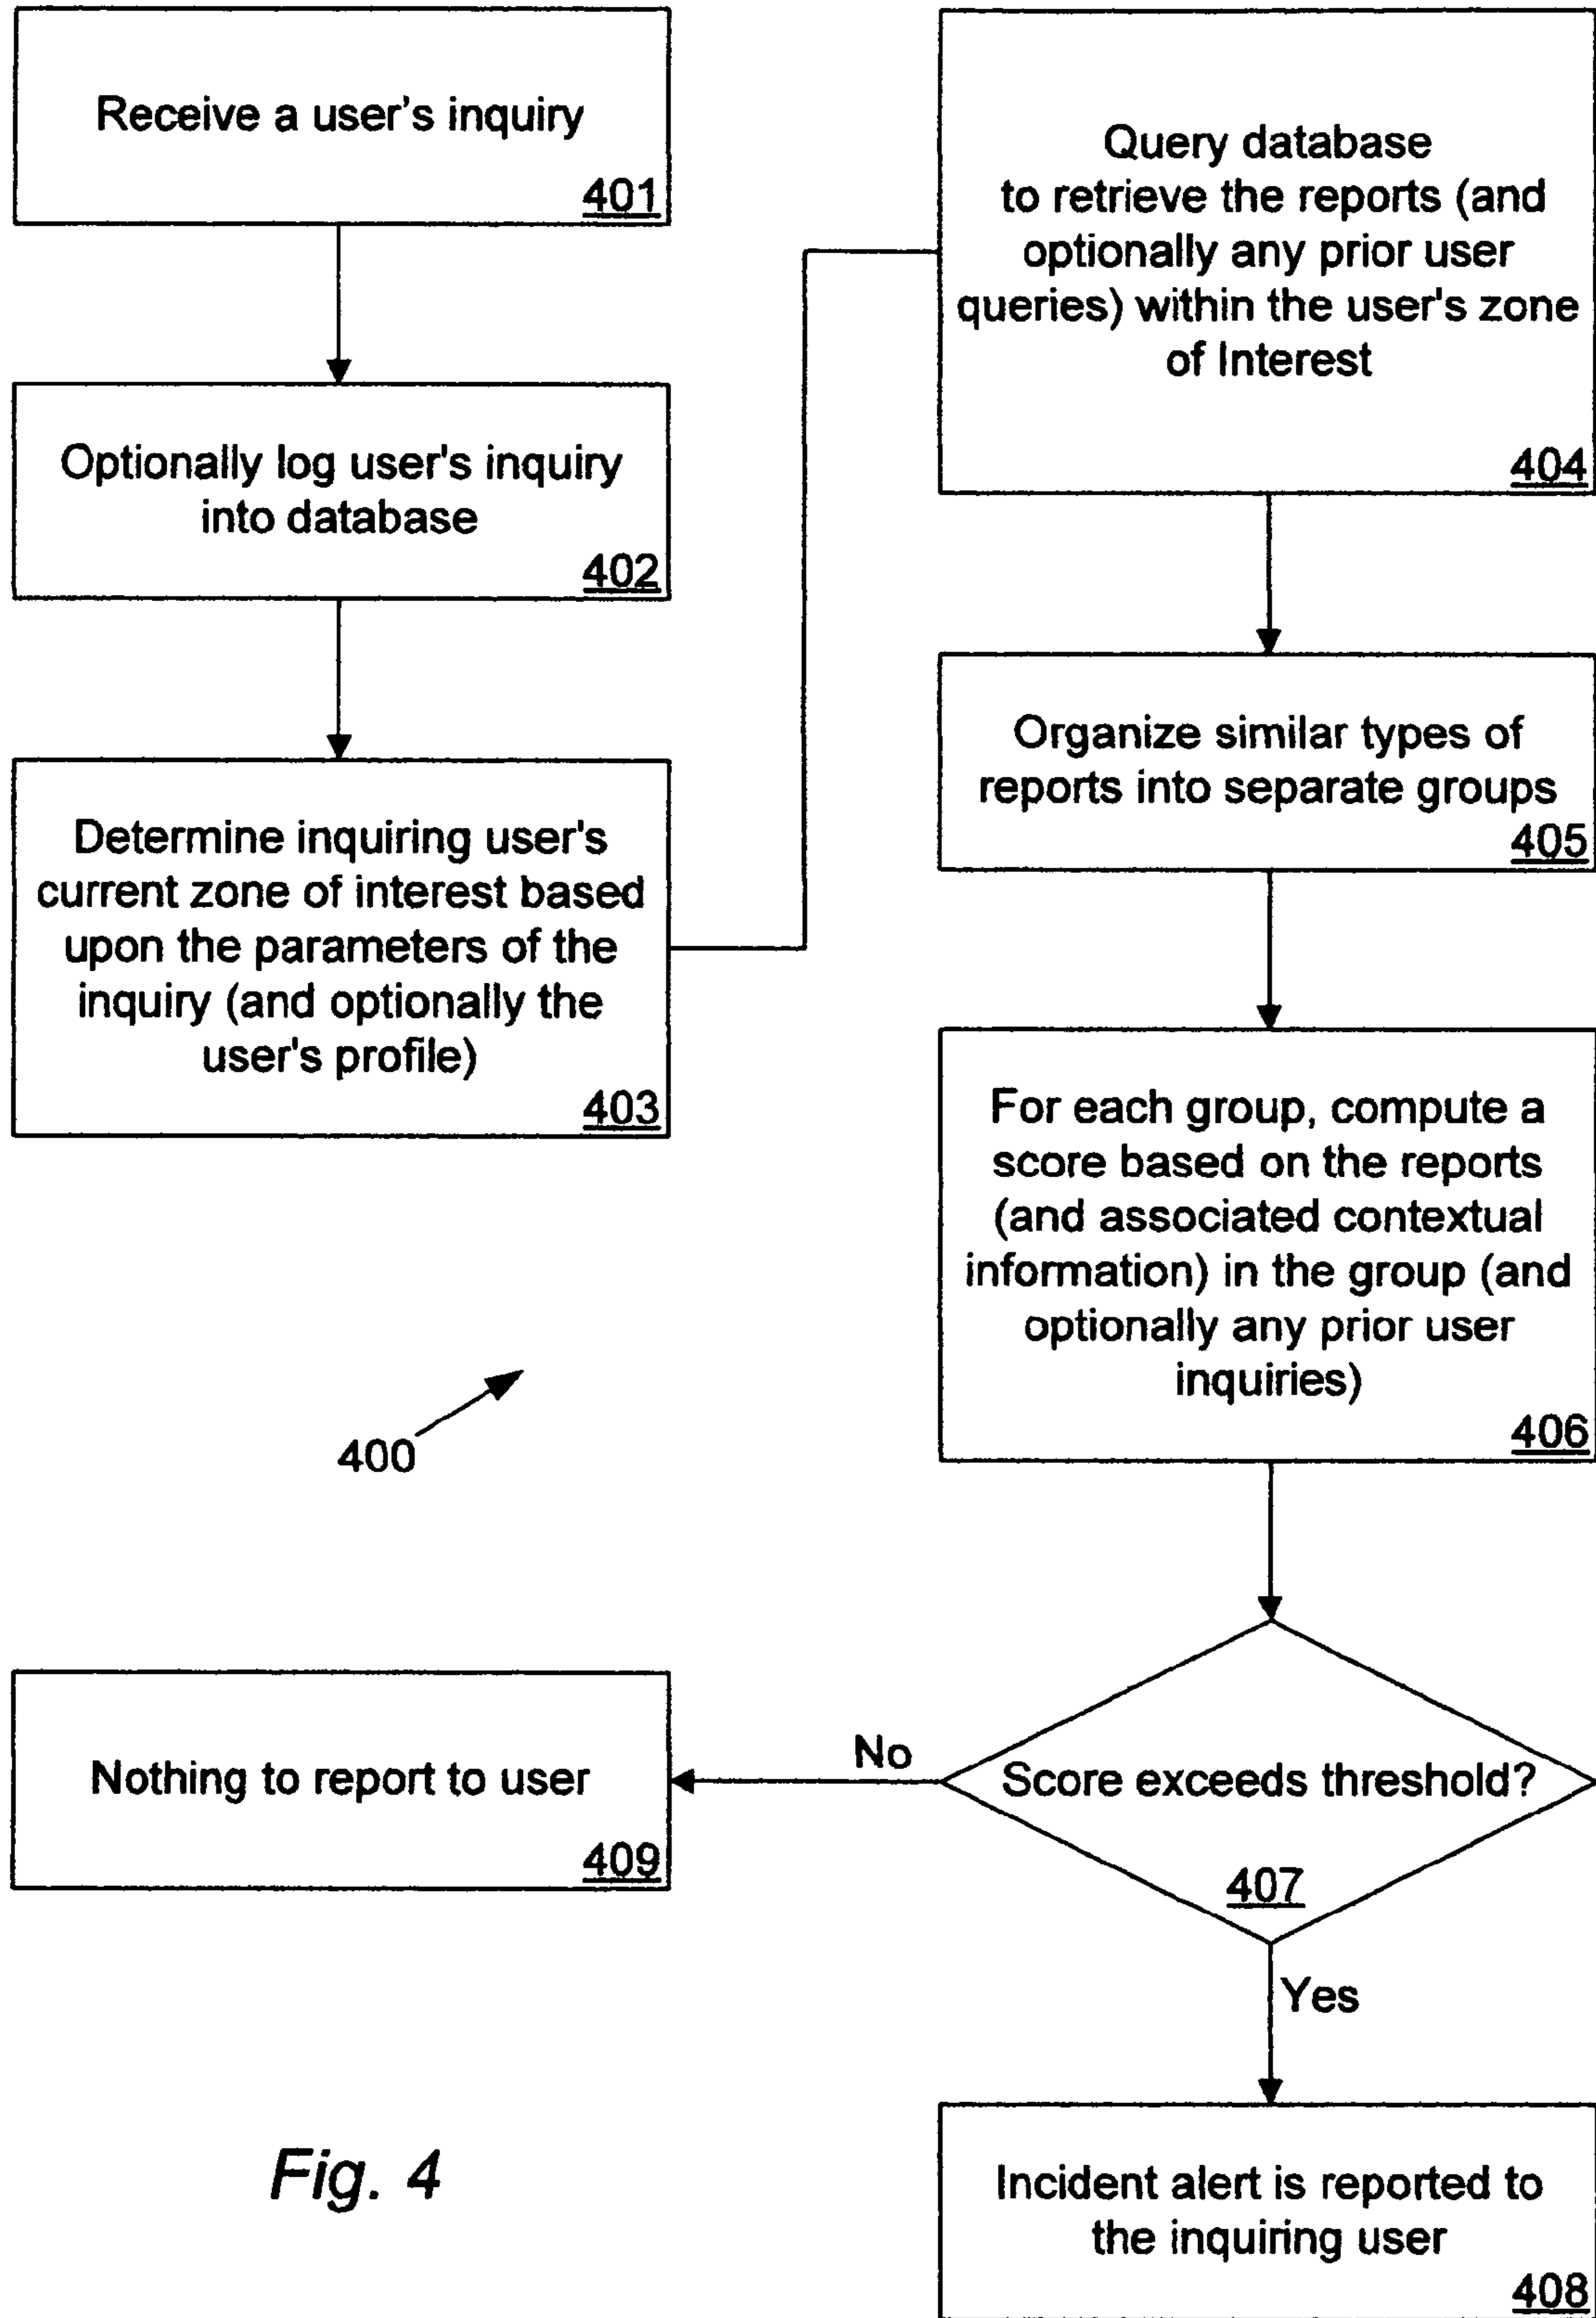 Receive a user's inquiry
401
Optionally log user's inquiry
into database
402
Determine inquiring user's
current zone of interest based
upon the parameters of the
inquiry (and optionally the
user's profile)
403
Query database
to retrieve the reports (and
optionally any prior user
queries) within the user's zone
of Interest
404
Organize similar types of
reports into separate groups
405
For each group, compute a
score based on the reports
(and associated contextual
information) in the group (and
optionally any prior user
inquiries)
406
400
Score exceeds threshold?
407
No
Nothing to report to user
409
Yes
Incident alert is reported to
the inquiring user
408
Fig. 4